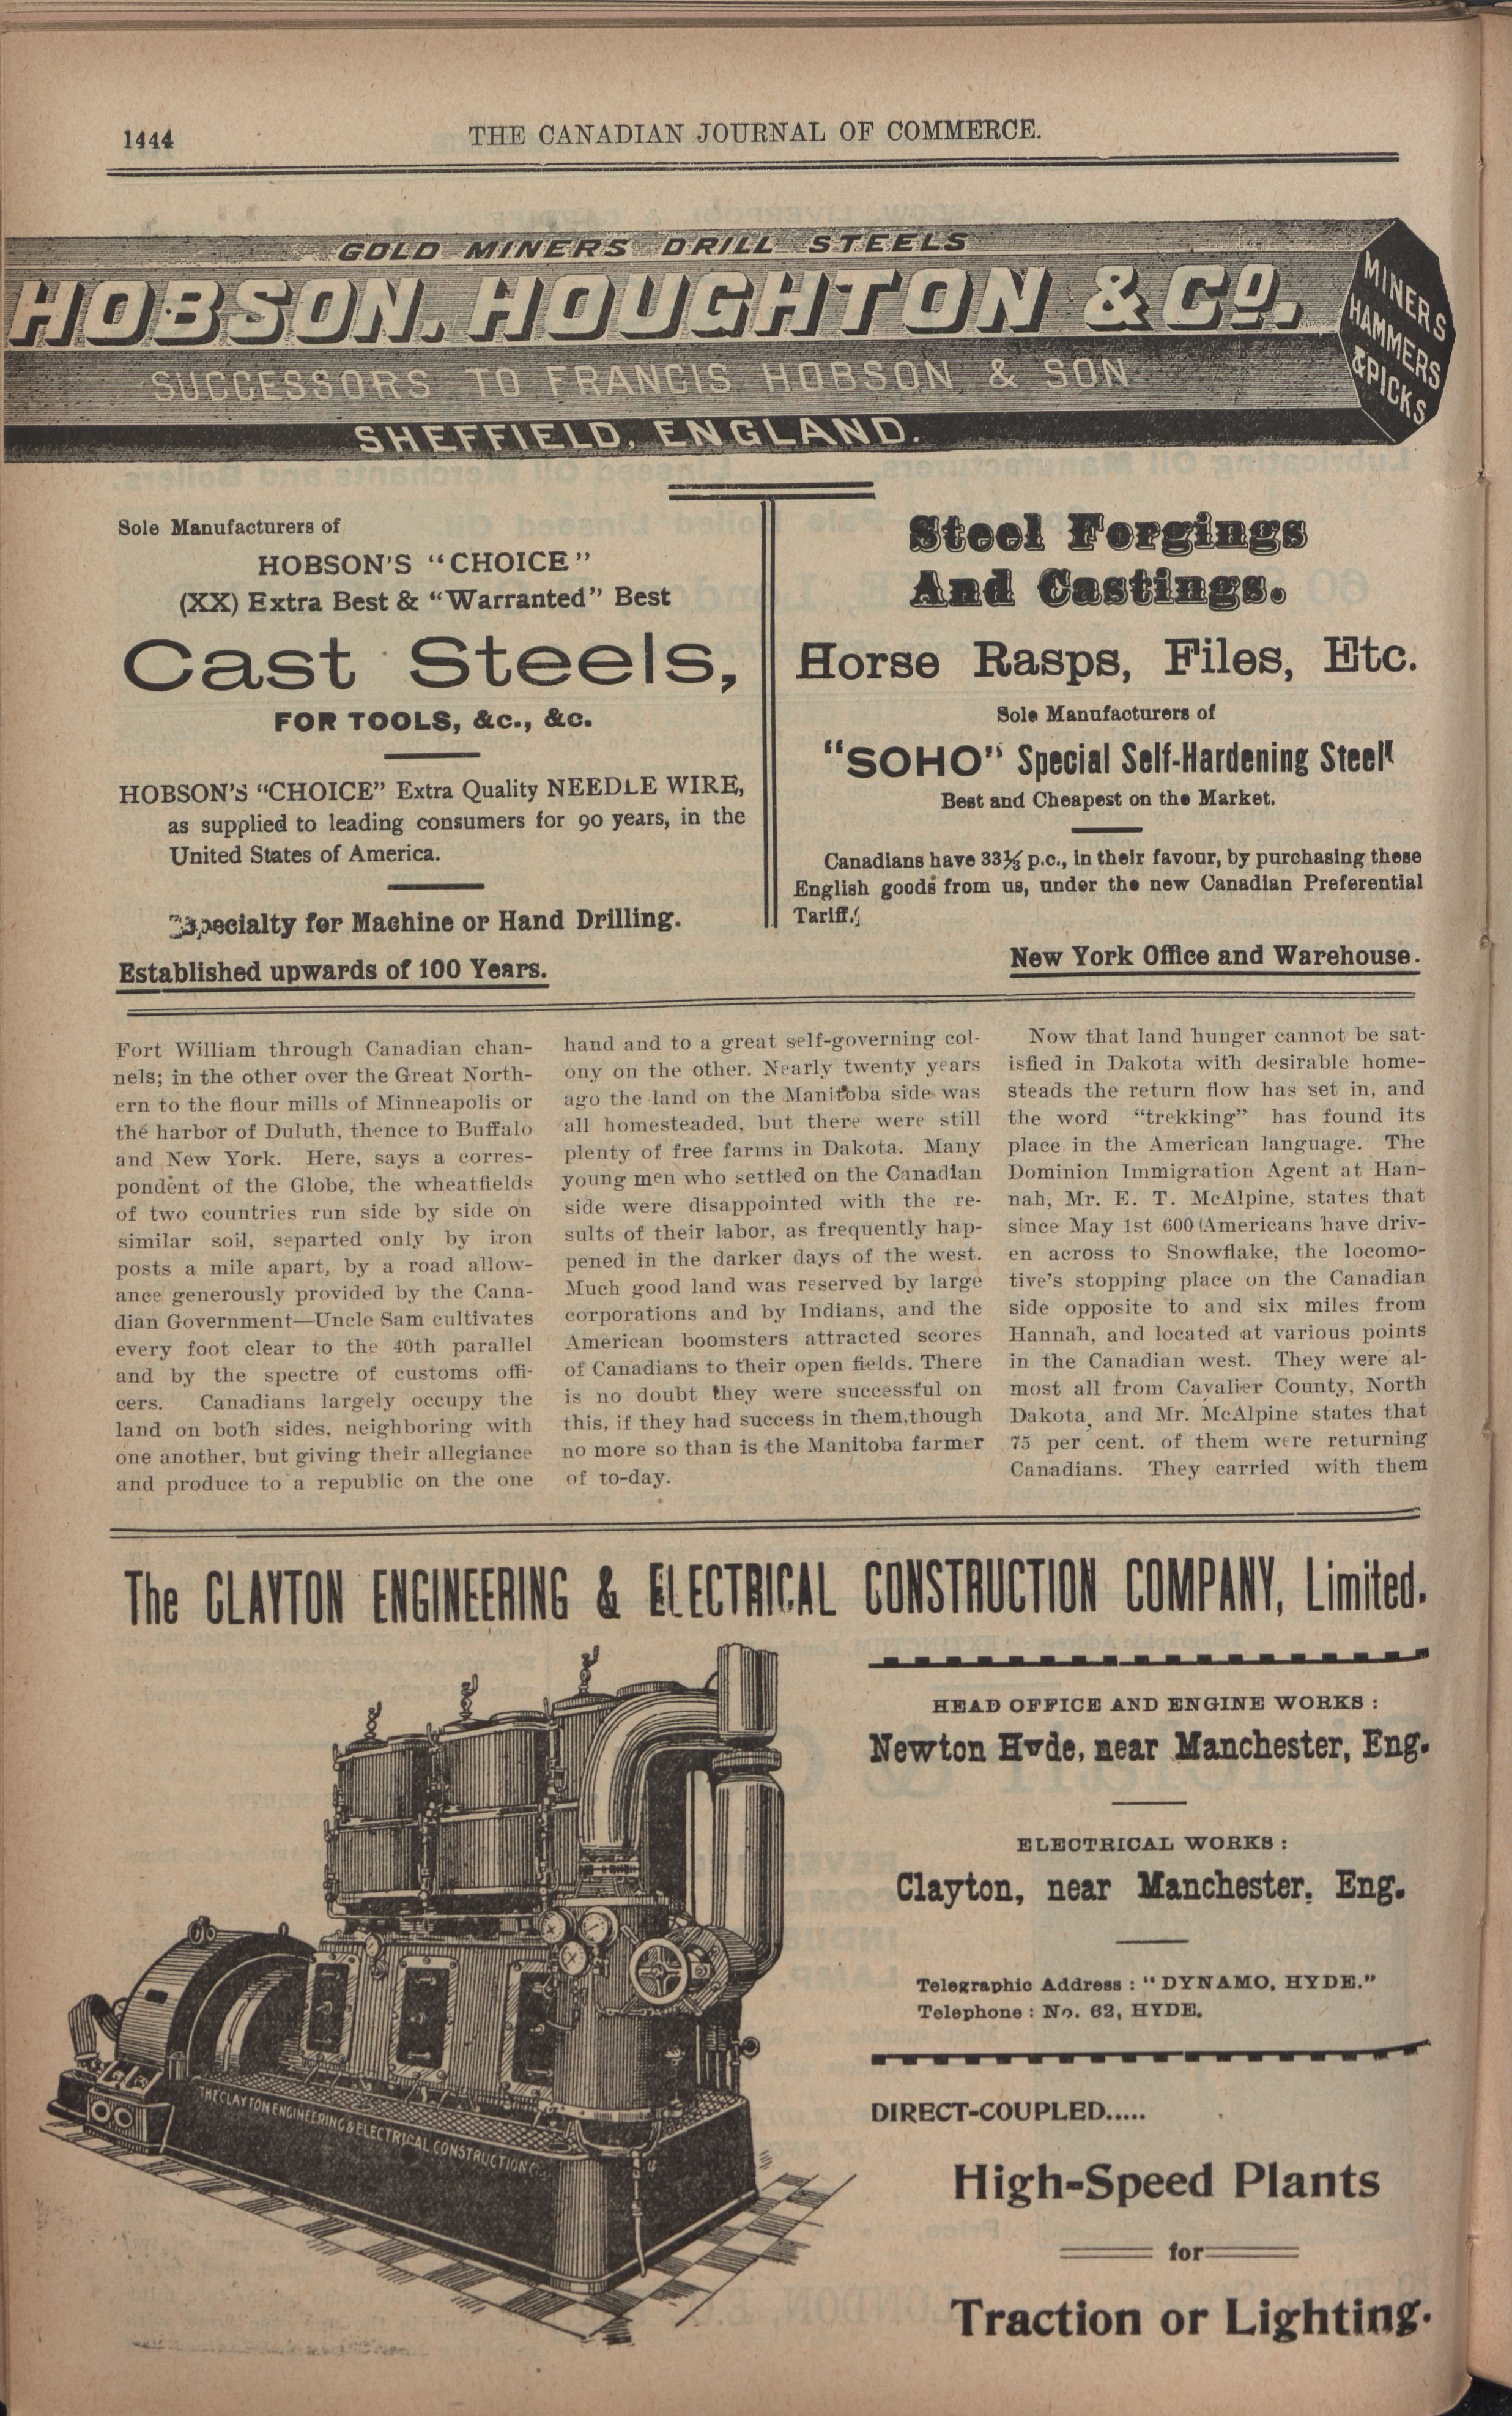 1444
THE CANADIAN JOURNAL OF COMMERCE.
GOLD MINERS DRILL STEELS
HOBSON, HOUGHTON & CO.
SUCCESSORS TO FRANCIS HOBSON & SON
SHEFFIELD, ENGLAND.
MINERS
HAMMERS
& PICKS
Sole Manufacturers of
HOBSON'S "CHOICE"
(XX) Extra Best & "Warranted" Best
Cast Steels,
FOR TOOLS, &c., &c.
HOBSON'S "CHOICE" Extra Quality NEEDLE WIRE,
as supplied to leading consumers for 90 years, in the
United States of America.
Specialty for Machine or Hand Drilling.
Established upwards of 100 Years.
Steel Forgings
And Castings.
Horse Rasps, Files, Etc.
Sole Manufacturers of
"SOHO" Special Self-Hardening Steel
Best and Cheapest on the Market.
Canadians have 33⅓ p.c., in their favour, by purchasing these
English goods from us, under the new Canadian Preferential
Tariff.
New York Office and Warehouse.
Fort William through Canadian chan-
nels; in the other over the Great North-
ern to the flour mills of Minneapolis or
the harbor of Duluth, thence to Buffalo
and New York. Here, says a corres-
pondent of the Globe, the wheatfields
of two countries run side by side on
similar soil, separted only by iron
posts a mile apart, by a road allow-
ance generously provided by the Cana-
dian Government—Uncle Sam cultivates
every foot clear to the 40th parallel
and by the spectre of customs offi-
cers. Canadians largely occupy the
land on both sides, neighboring with
one another, but giving their allegiance
and produce to a republic on the one
hand and to a great self-governing col-
ony on the other. Nearly twenty years
ago the land on the Manitoba side was
all homesteaded, but there were still
plenty of free farms in Dakota. Many
young men who settled on the Canadian
side were disappointed with the re-
sults of their labor, as frequently hap-
pened in the darker days of the west.
Much good land was reserved by large
corporations and by Indians, and the
American boomsters attracted scores
of Canadians to their open fields. There
is no doubt they were successful on
this, if they had success in them,though
no more so than is the Manitoba farmer
of to-day.
Now that land hunger cannot be sat-
isfied in Dakota with desirable home-
steads the return flow has set in, and
the word "trekking" has found its
place in the American language. The
Dominion Immigration Agent at Han-
nah, Mr. E. T. McAlpine, states that
since May 1st 600 Americans have driv-
en across to Snowflake, the locomo-
tive's stopping place on the Canadian
side opposite to and six miles from
Hannah, and located at various points
in the Canadian west. They were al-
most all from Cavalier County, North
Dakota, and Mr. McAlpine states that
75 per cent. of them were returning
Canadians. They carried with them
The CLAYTON ENGINEERING & ELECTRICAL CONSTRUCTION COMPANY, Limited.
THE CLAYTON ENGINEERING & ELECTRICAL CONSTRUCTION Co
HEAD OFFICE AND ENGINE WORKS :
Newton Hyde, near Manchester, Eng.
ELECTRICAL WORKS :
Clayton, near Manchester, Eng.
Telegraphic Address : "DYNAMO, HYDE."
Telephone : No. 62, HYDE.
DIRECT-COUPLED.....
High-Speed Plants
for
Traction or Lighting.